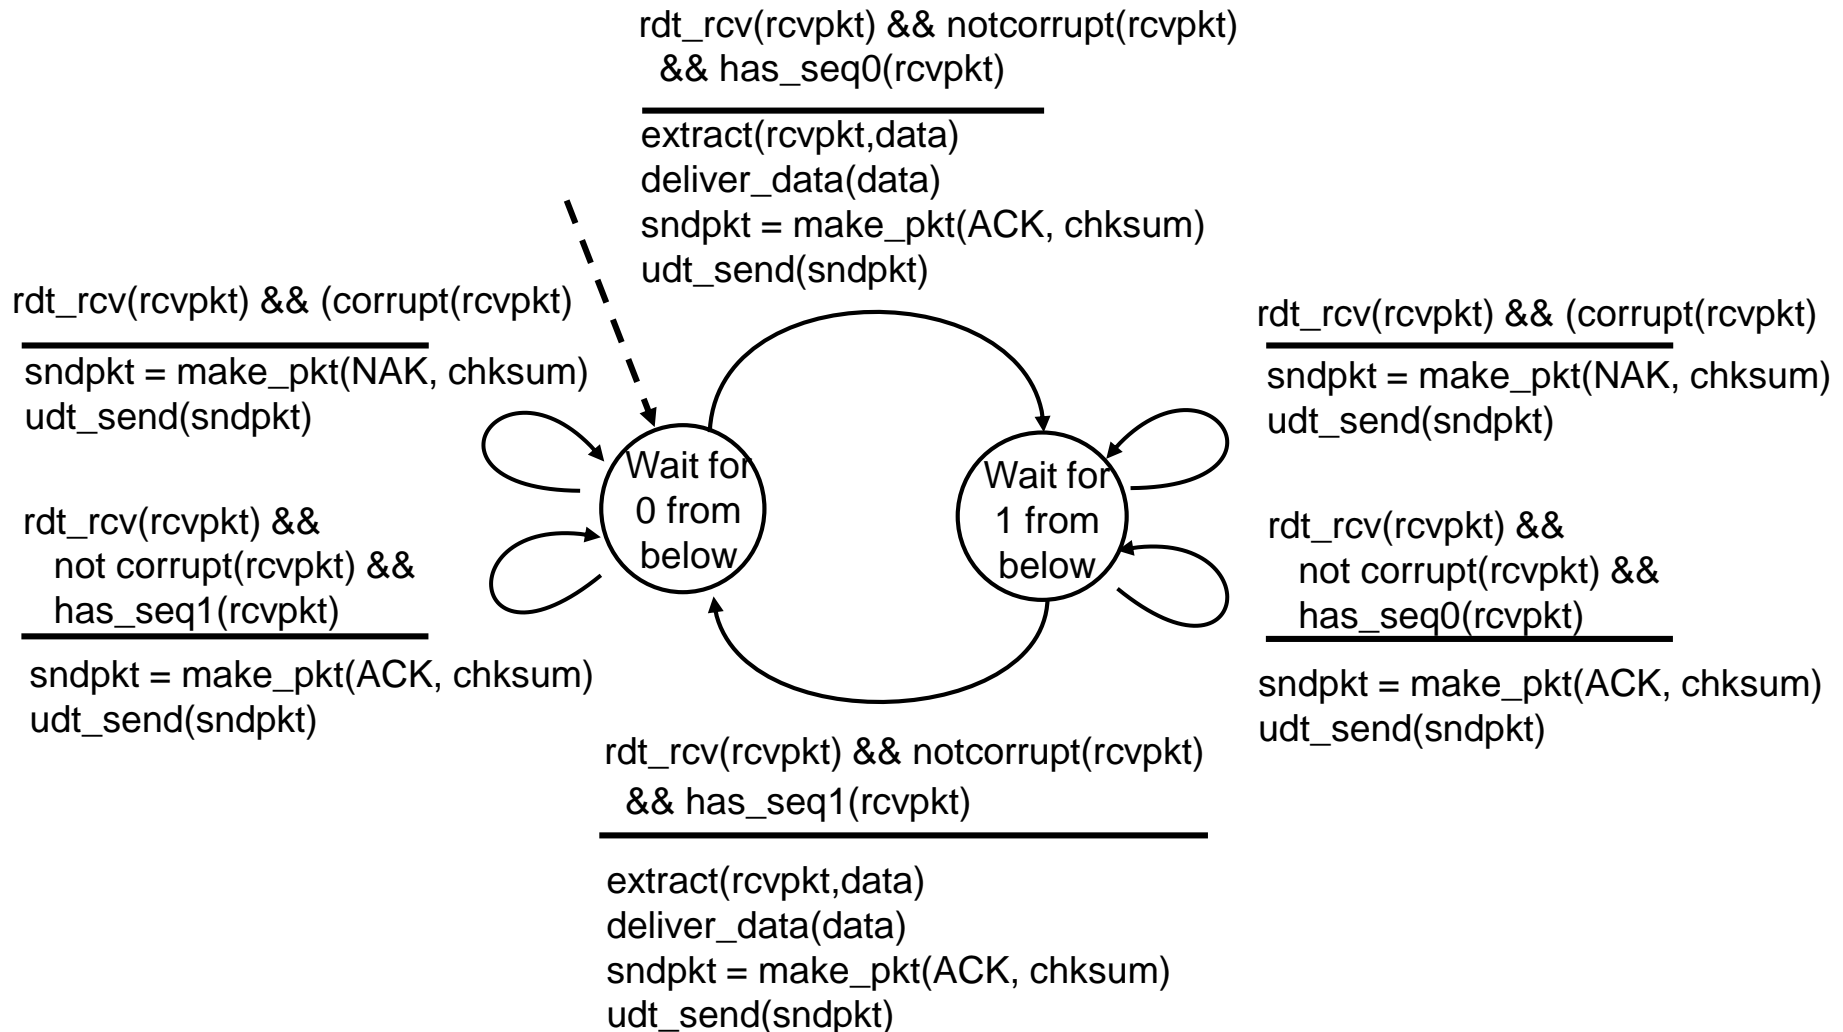 rdt_rcv(rcvpkt) && notcorrupt(rcvpkt)
&& has_seq0(rcvpkt)
extract(rcvpkt,data)
deliver_data(data)
sndpkt = make_pkt(ACK, chksum)
udt_send(sndpkt)
rdt_rcv(rcvpkt) && (corrupt(rcvpkt)
sndpkt = make_pkt(NAK, chksum)
udt_send(sndpkt)
rdt_rcv(rcvpkt) &&
not corrupt(rcvpkt) &&
has_seq1(rcvpkt)
sndpkt = make_pkt(ACK, chksum)
udt_send(sndpkt)
Wait for
0 from
below
Wait for
1 from
below
rdt_rcv(rcvpkt) && (corrupt(rcvpkt)
sndpkt = make_pkt(NAK, chksum)
udt_send(sndpkt)
rdt_rcv(rcvpkt) &&
not corrupt(rcvpkt) &&
has_seq0(rcvpkt)
sndpkt = make_pkt(ACK, chksum)
udt_send(sndpkt)
rdt_rcv(rcvpkt) && notcorrupt(rcvpkt)
&& has_seq1(rcvpkt)
extract(rcvpkt,data)
deliver_data(data)
sndpkt = make_pkt(ACK, chksum)
udt_send(sndpkt)